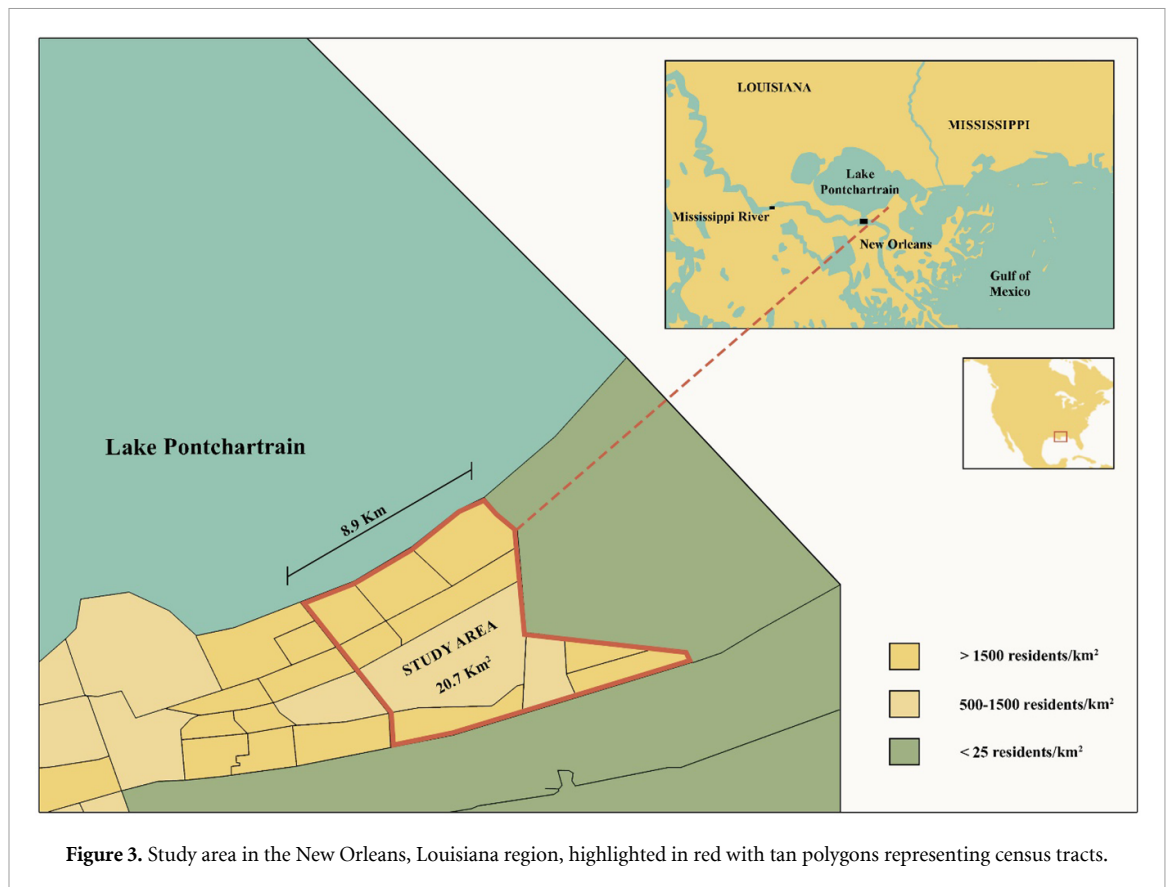 LOUISIANA
MISSISSIPPI
Lake
Pontchartrain
Mississippi River
New Orleans
Gulf of
Mexico
Lake Pontchartrain
8.9 Km
STUDY AREA
20.7 Km²
> 1500 residents/km²
500-1500 residents/km²
< 25 residents/km²
Figure 3. Study area in the New Orleans, Louisiana region, highlighted in red with tan polygons representing census tracts.